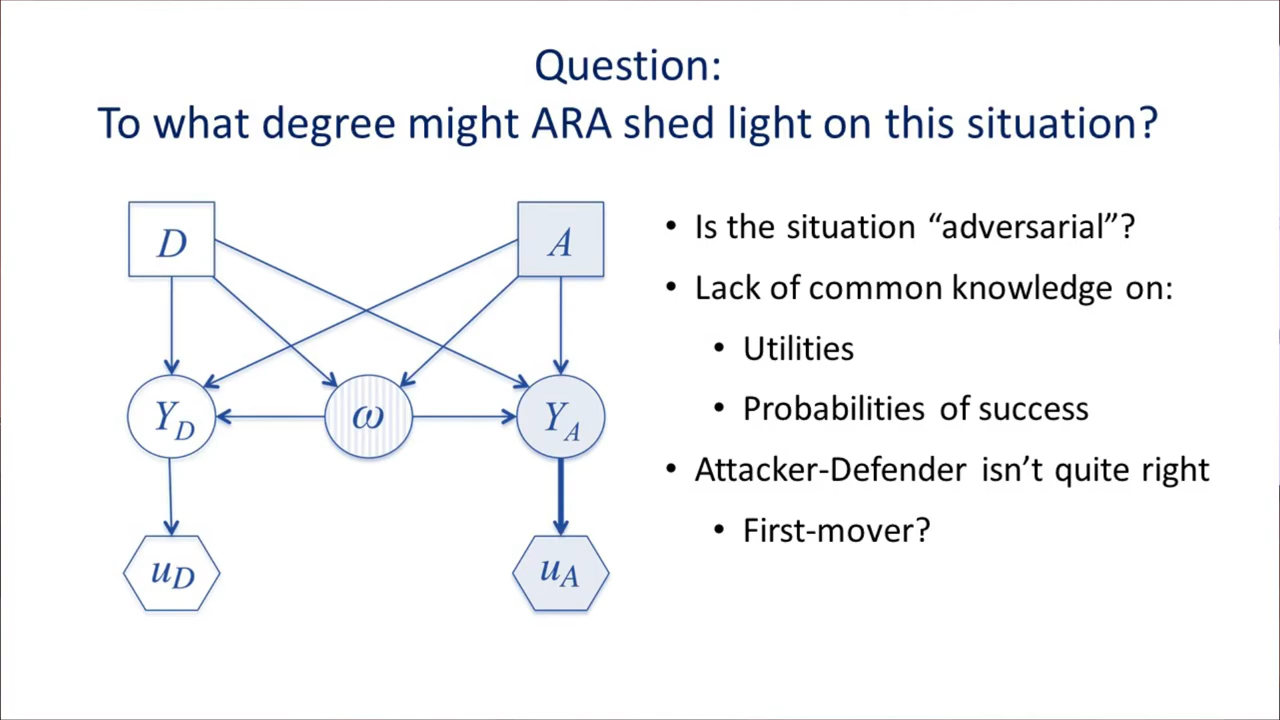 Question:
To what degree might ARA shed light on this situation?
D
A
Y_D
ω
Y_A
u_D
u_A
• Is the situation “adversarial”?
• Lack of common knowledge on:
• Utilities
• Probabilities of success
• Attacker-Defender isn’t quite right
• First-mover?